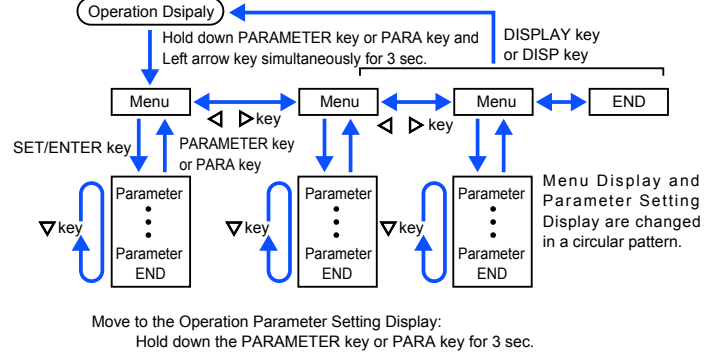 Operation Dsipaly
Hold down PARAMETER key or PARA key and
Left arrow key simultaneously for 3 sec.
DISPLAY key
or DISP key
Menu
Menu
Menu
END
key
key
SET/ENTER key
PARAMETER key
or PARA key
Parameter
Parameter
END
key
Parameter
Parameter
END
key
Parameter
Parameter
END
key
Menu Display and
Parameter Setting
Display are changed
in a circular pattern.
Move to the Operation Parameter Setting Display:
Hold down the PARAMETER key or PARA key for 3 sec.